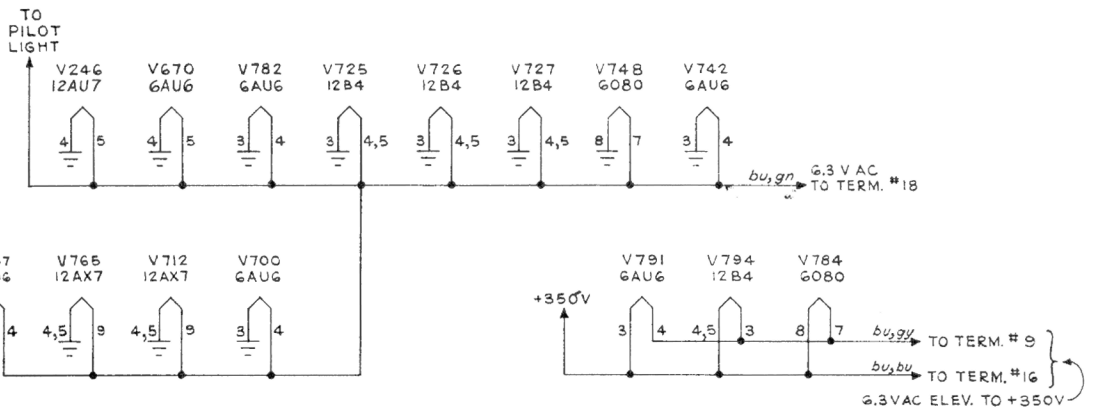 TO
PILOT
LIGHT
V246 V670 V782 V725 V726 V727 V748 V742
12AU7 6AU6 6AU6 12B4 12B4 12B4 6080 6AU6
4 5 4 5 3 4 3 4,5 3 4,5 3 4,5 8 7 3 4
bu,gn 6.3 V AC
TO TERM. #18
7 V765 V712 V700 V791 V794 V784
6 12AX7 12AX7 6AU6 6AU6 12B4 6080
+350V
4 4,5 9 4,5 9 3 4 3 4 4,5 3 8 7
bu,gy TO TERM. #9
bu,bu TO TERM. #16
6.3VAC ELEV. TO +350V